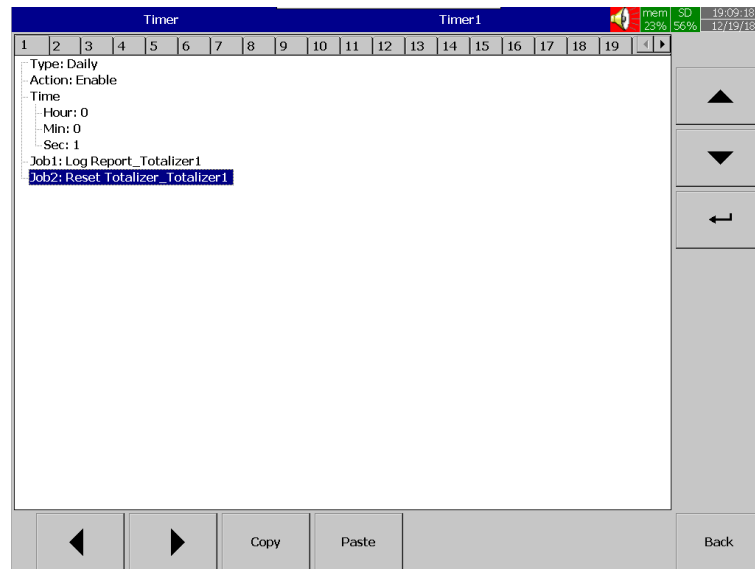 Timer Timer1 mem SD 19:09:18
23% 56% 12/19/18
1 2 3 4 5 6 7 8 9 10 11 12 13 14 15 16 17 18 19
Type: Daily
Action: Enable
Time
Hour: 0
Min: 0
Sec: 1
Job1: Log Report_Totalizer1
Job2: Reset Totalizer_Totalizer1
Copy Paste Back